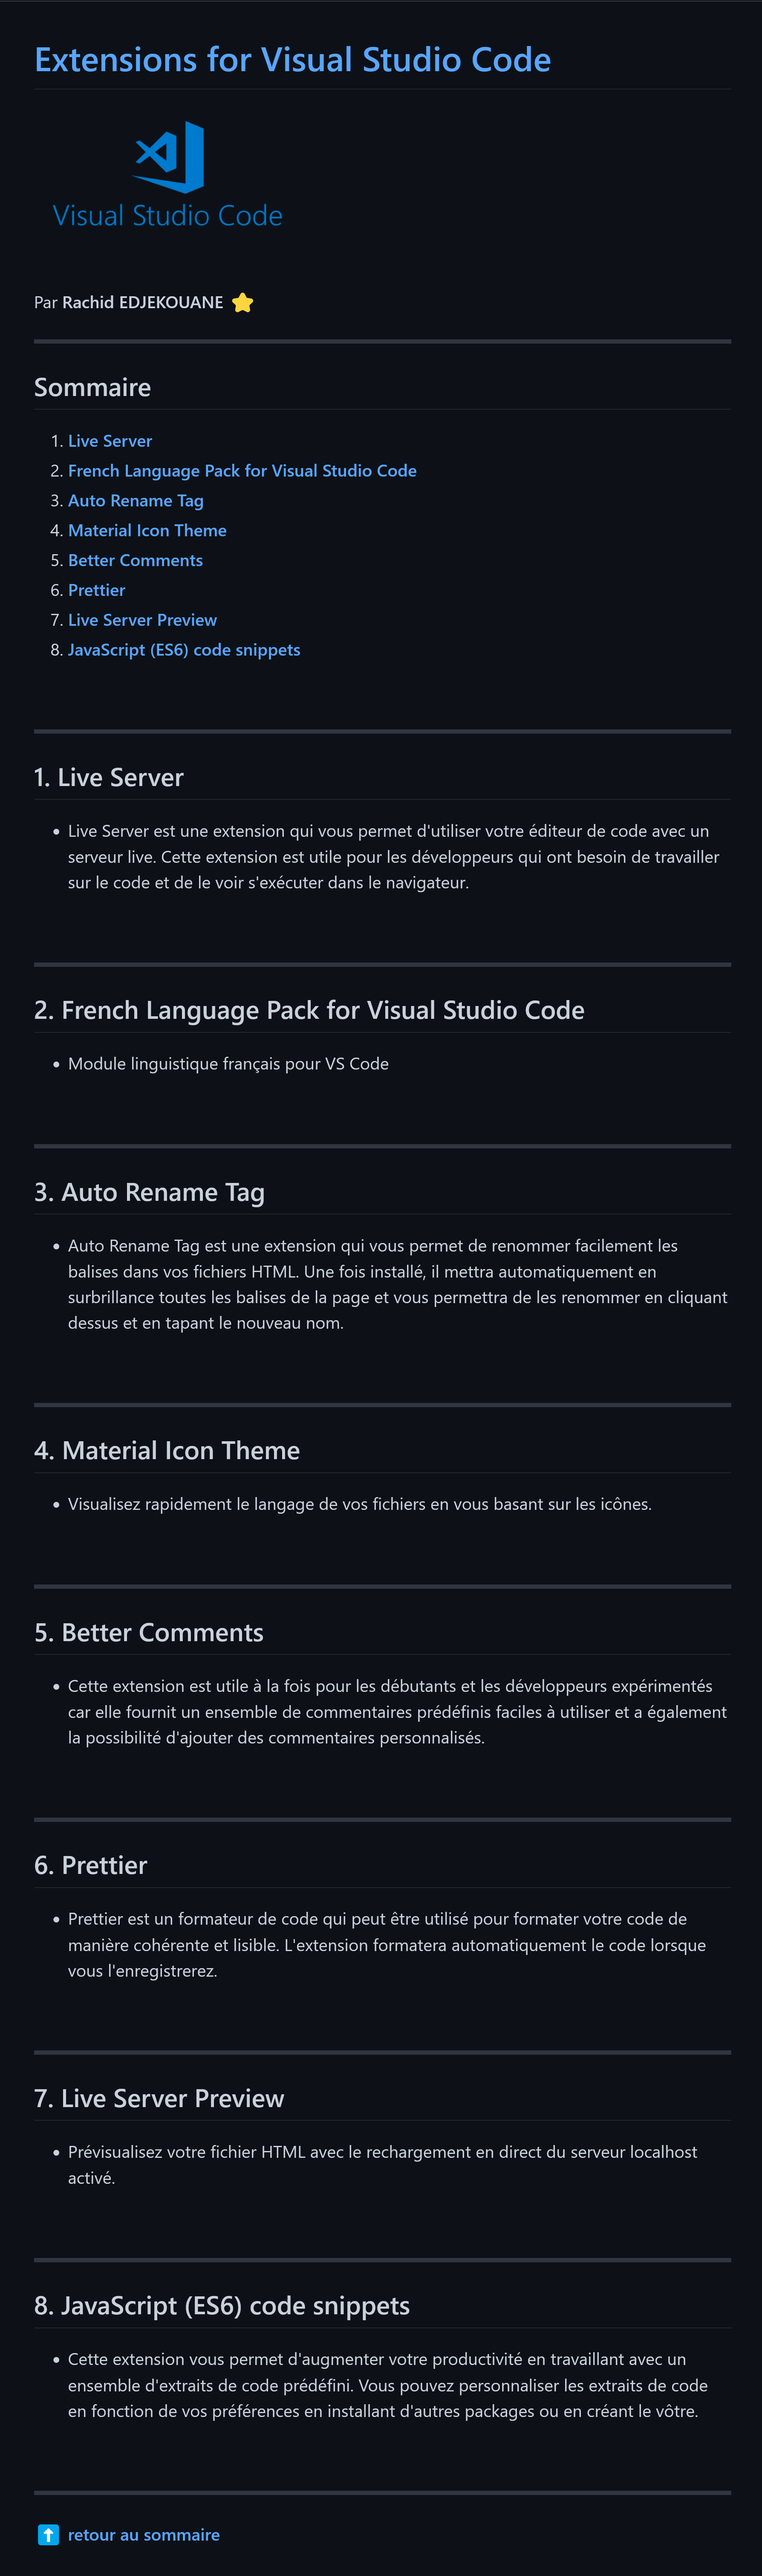 Extensions for Visual Studio Code
Visual Studio Code
Par Rachid EDJEKOUANE
Sommaire
1. Live Server
2. French Language Pack for Visual Studio Code
3. Auto Rename Tag
4. Material Icon Theme
5. Better Comments
6. Prettier
7. Live Server Preview
8. JavaScript (ES6) code snippets
1. Live Server
• Live Server est une extension qui vous permet d'utiliser votre éditeur de code avec un
serveur live. Cette extension est utile pour les développeurs qui ont besoin de travailler
sur le code et de le voir s'exécuter dans le navigateur.
2. French Language Pack for Visual Studio Code
• Module linguistique français pour VS Code
3. Auto Rename Tag
• Auto Rename Tag est une extension qui vous permet de renommer facilement les
balises dans vos fichiers HTML. Une fois installé, il mettra automatiquement en
surbrillance toutes les balises de la page et vous permettra de les renommer en cliquant
dessus et en tapant le nouveau nom.
4. Material Icon Theme
• Visualisez rapidement le langage de vos fichiers en vous basant sur les icônes.
5. Better Comments
• Cette extension est utile à la fois pour les débutants et les développeurs expérimentés
car elle fournit un ensemble de commentaires prédéfinis faciles à utiliser et a également
la possibilité d'ajouter des commentaires personnalisés.
6. Prettier
• Prettier est un formateur de code qui peut être utilisé pour formater votre code de
manière cohérente et lisible. L'extension formatera automatiquement le code lorsque
vous l'enregistrerez.
7. Live Server Preview
• Prévisualisez votre fichier HTML avec le rechargement en direct du serveur localhost
activé.
8. JavaScript (ES6) code snippets
• Cette extension vous permet d'augmenter votre productivité en travaillant avec un
ensemble d'extraits de code prédéfini. Vous pouvez personnaliser les extraits de code
en fonction de vos préférences en installant d'autres packages ou en créant le vôtre.
retour au sommaire